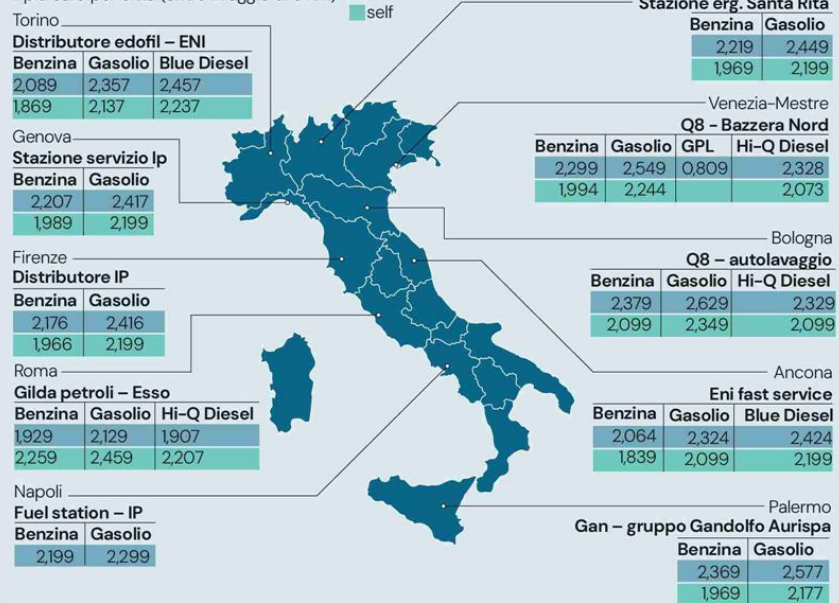 self
Torino
Distributore edofil – ENI
Benzina Gasolio Blue Diesel
2,089 2,357 2,457
1,869 2,137 2,237
Genova
Stazione servizio Ip
Benzina Gasolio
2,207 2,417
1,989 2,199
Firenze
Distributore IP
Benzina Gasolio
2,176 2,416
1,966 2,199
Roma
Gilda petroli – Esso
Benzina Gasolio Hi-Q Diesel
1,929 2,129 1,907
2,259 2,459 2,207
Napoli
Fuel station – IP
Benzina Gasolio
2,199 2,299
Stazione erg. Santa Rita
Benzina Gasolio
2,219 2,449
1,969 2,199
Venezia-Mestre
Q8 - Bazzera Nord
Benzina Gasolio GPL Hi-Q Diesel
2,299 2,549 0,809 2,328
1,994 2,244 2,073
Bologna
Q8 – autolavaggio
Benzina Gasolio Hi-Q Diesel
2,379 2,629 2,329
2,099 2,349 2,099
Ancona
Eni fast service
Benzina Gasolio Blue Diesel
2,064 2,324 2,424
1,839 2,099 2,199
Palermo
Gan – gruppo Gandolfo Aurispa
Benzina Gasolio
2,369 2,577
1,969 2,177